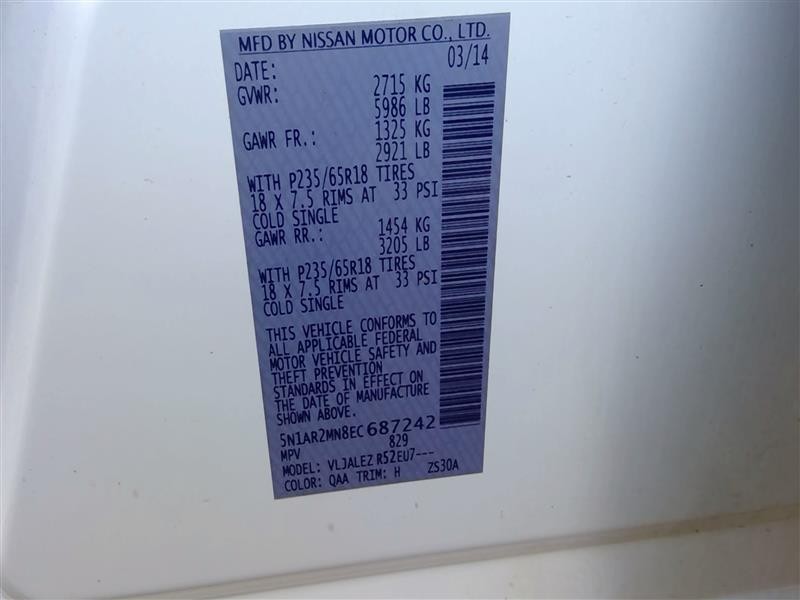 MFD BY NISSAN MOTOR CO., LTD.
DATE: 03/14
GVWR: 2715 KG
5986 LB
GAWR FR.: 1325 KG
2921 LB
WITH P235/65R18 TIRES
18 X 7.5 RIMS AT 33 PSI
COLD SINGLE
GAWR RR.: 1454 KG
3205 LB
WITH P235/65R18 TIRES
18 X 7.5 RIMS AT 33 PSI
COLD SINGLE
THIS VEHICLE CONFORMS TO
ALL APPLICABLE FEDERAL
MOTOR VEHICLE SAFETY AND
THEFT PREVENTION
STANDARDS IN EFFECT ON
THE DATE OF MANUFACTURE
SHOWN ABOVE.
5N1AR2MN8EC687242
MPV 829
MODEL: VLJALEZ R52EU7---
COLOR: QAA TRIM: H ZS30A